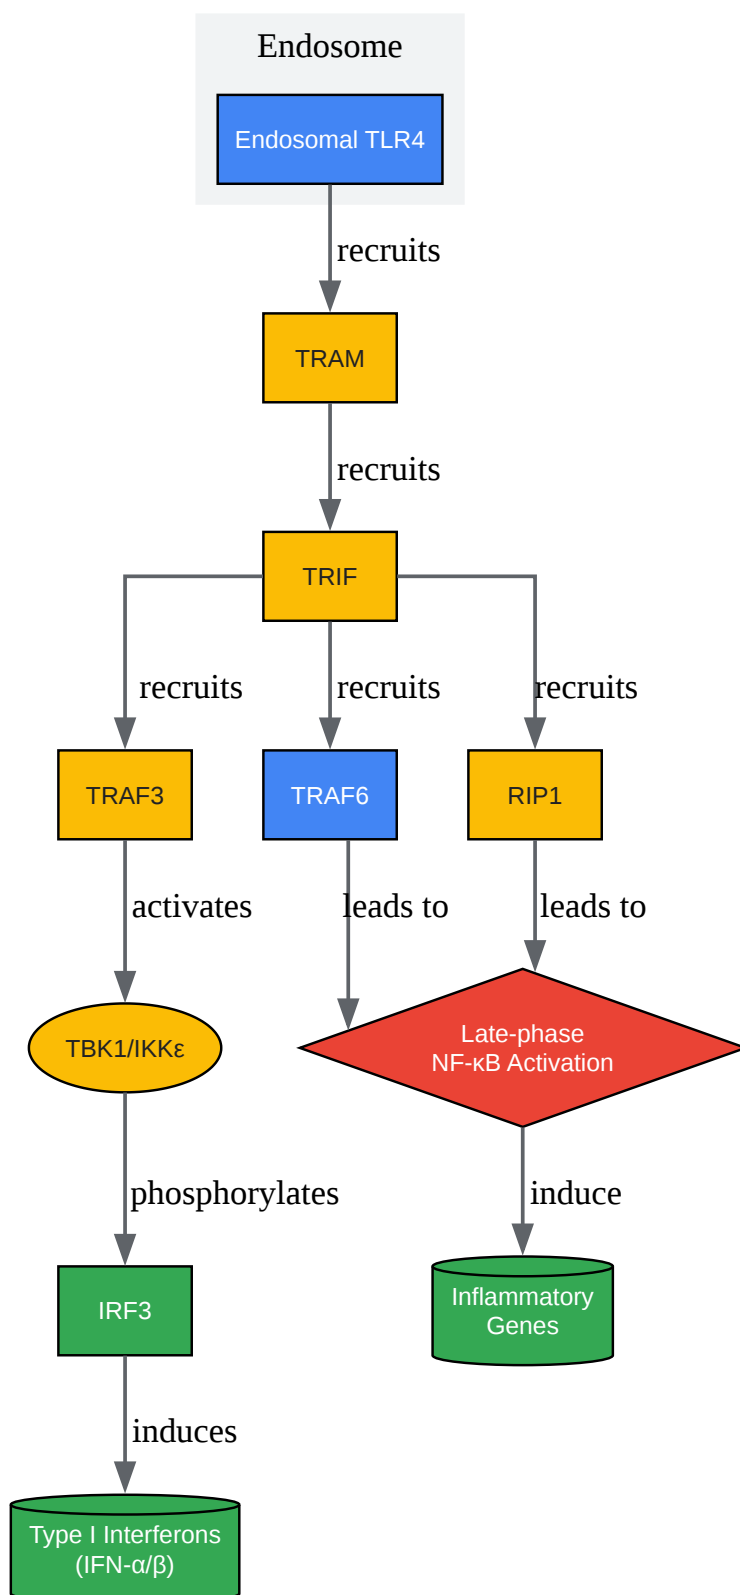 Endosome
Endosomal TLR4
recruits
TRAM
recruits
TRIF
recruits
recruits
recruits
TRAF3
TRAF6
RIP1
activates
leads to
leads to
TBK1/IKKε
Late-phase
NF-κB Activation
phosphorylates
induce
IRF3
Inflammatory
Genes
induces
Type I Interferons
(IFN-α/β)